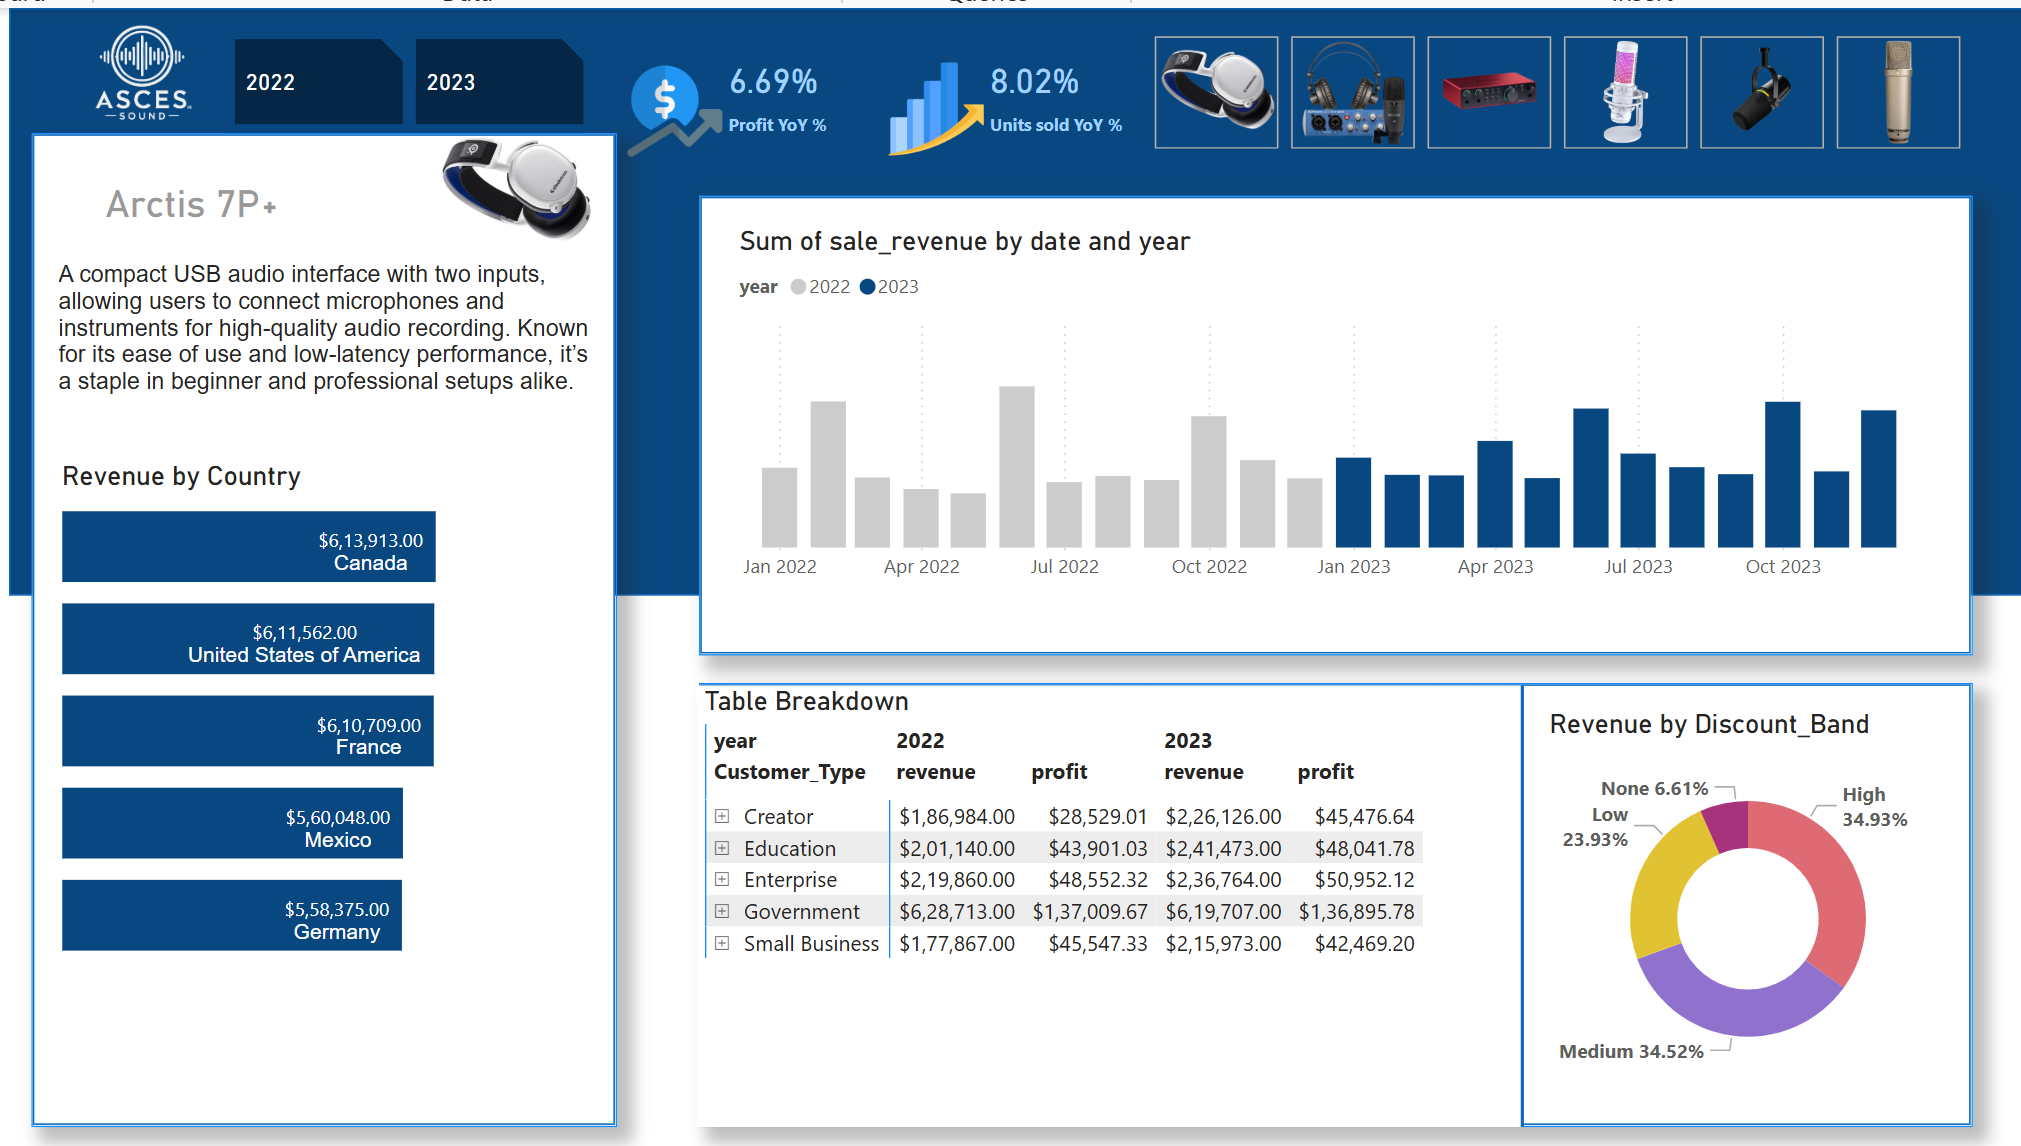 ASCES
SOUND
2022
2023
6.69%
Profit YoY %
8.02%
Units sold YoY %
Arctis 7P+
A compact USB audio interface with two inputs,
allowing users to connect microphones and
instruments for high-quality audio recording. Known
for its ease of use and low-latency performance, it’s
a staple in beginner and professional setups alike.
Revenue by Country
$6,13,913.00
Canada
$6,11,562.00
United States of America
$6,10,709.00
France
$5,60,048.00
Mexico
$5,58,375.00
Germany
Sum of sale_revenue by date and year
year 2022 2023
Jan 2022 Apr 2022 Jul 2022 Oct 2022 Jan 2023 Apr 2023 Jul 2023 Oct 2023
Table Breakdown
year 2022 2023
Customer_Type revenue profit revenue profit
Creator $1,86,984.00 $28,529.01 $2,26,126.00 $45,476.64
Education $2,01,140.00 $43,901.03 $2,41,473.00 $48,041.78
Enterprise $2,19,860.00 $48,552.32 $2,36,764.00 $50,952.12
Government $6,28,713.00 $1,37,009.67 $6,19,707.00 $1,36,895.78
Small Business $1,77,867.00 $45,547.33 $2,15,973.00 $42,469.20
Revenue by Discount_Band
None 6.61%
High
34.93%
Low
23.93%
Medium 34.52%